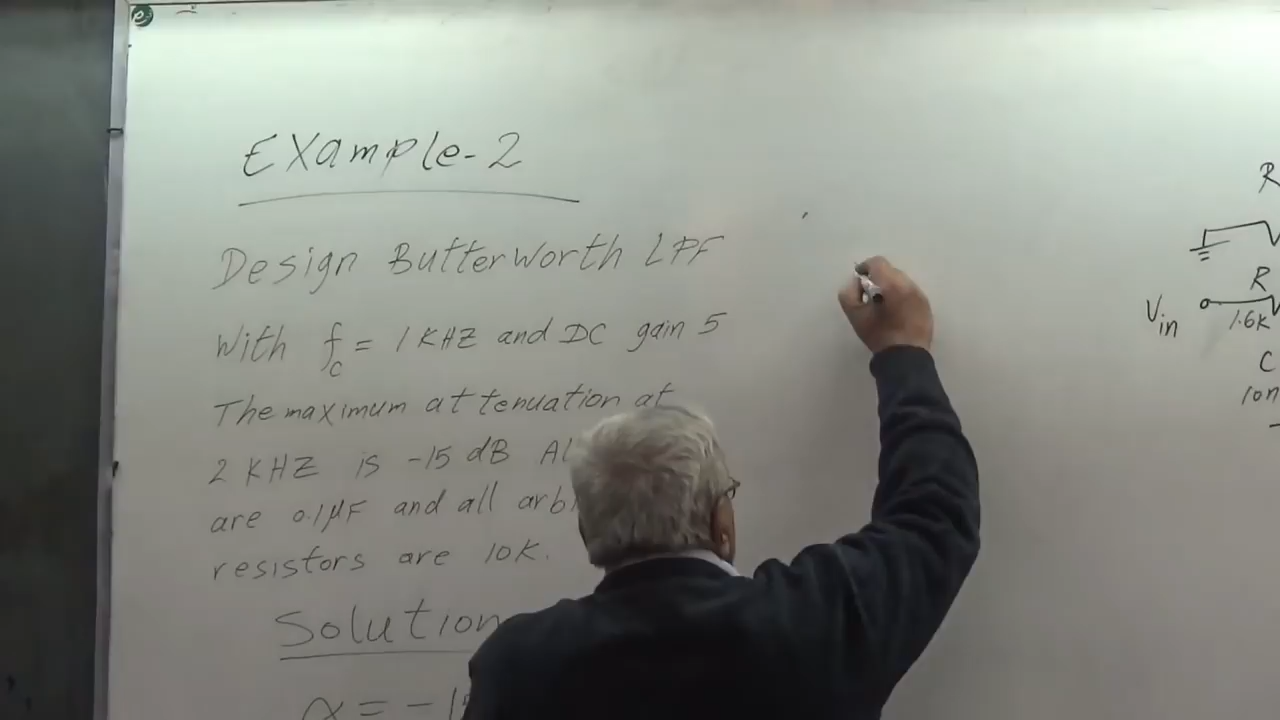 Example-2
Design Butterworth LPF
With fc = 1 KHZ and DC gain 5
The maximum attenuation at
2 KHZ is -15 dB
are 0.1μF and all
resistors are 10K.
Solution
α = -1
R
R
Vin
1.6K
C